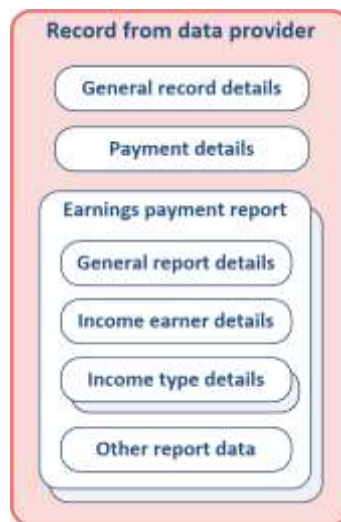 Record from data provider
General record details
Payment details
Earnings payment report
General report details
Income earner details
Income type details
Other report data